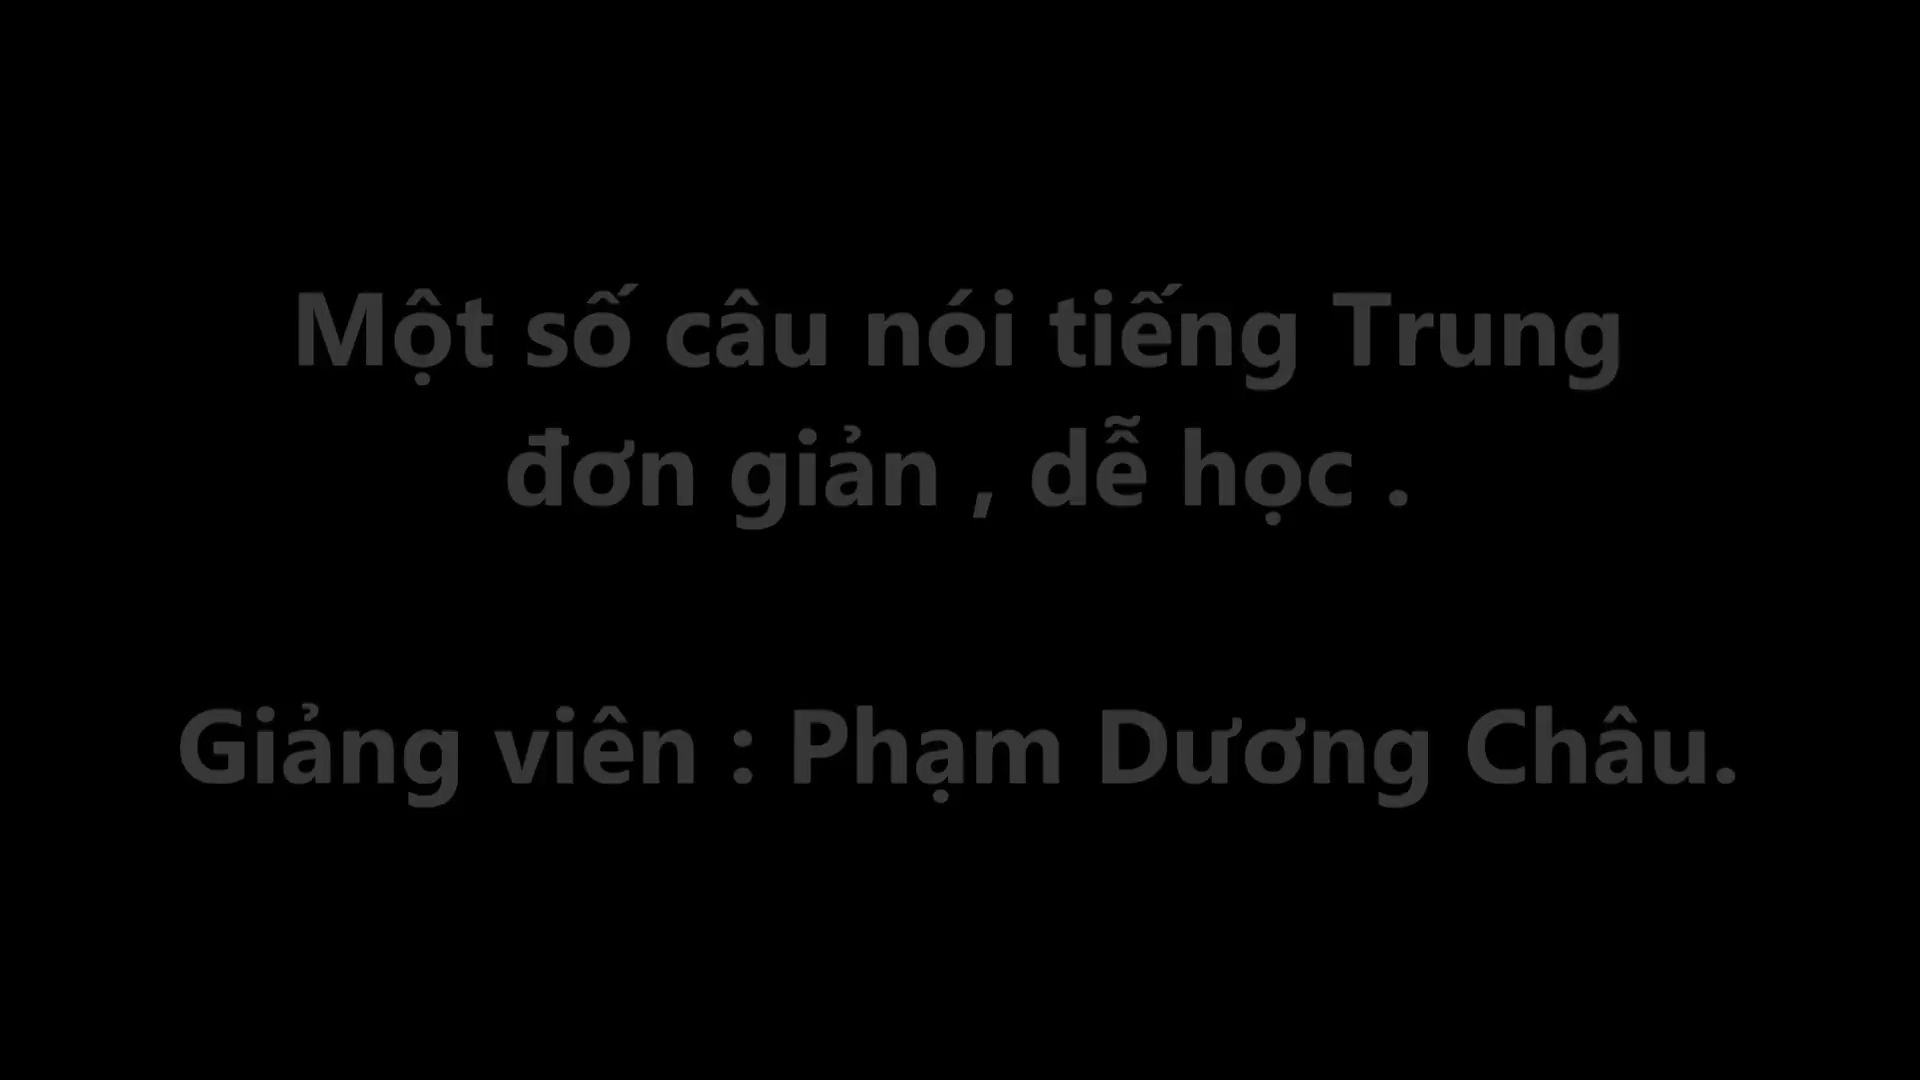 Một số câu nói tiếng Trung
đơn giản , dễ học .
Giảng viên : Phạm Dương Châu.